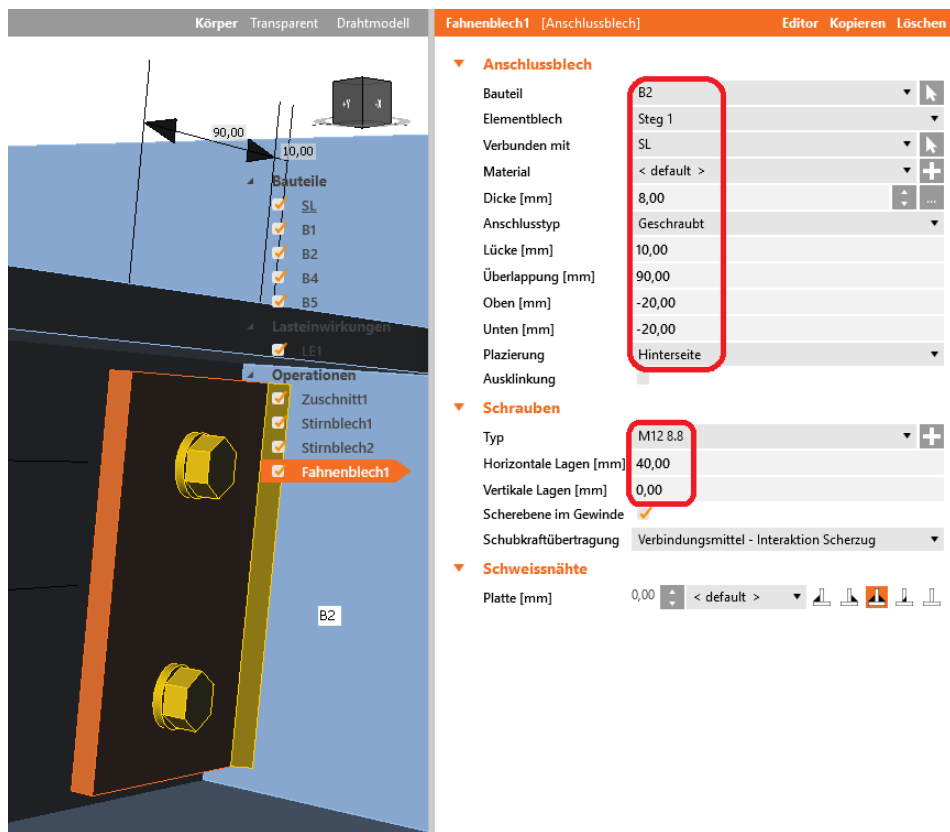 Körper Transparent Drahtmodell
+Y -X
90,00
10,00
Bauteile
SL
B1
B2
B4
B5
Lasteinwirkungen
LE1
Operationen
Zuschnitt1
Stirnblech1
Stirnblech2
Fahnenblech1
B2
Fahnenblech1 [Anschlussblech] Editor Kopieren Löschen
Anschlussblech
Bauteil B2
Elementblech Steg 1
Verbunden mit SL
Material < default >
Dicke [mm] 8,00 ...
Anschlusstyp Geschraubt
Lücke [mm] 10,00
Überlappung [mm] 90,00
Oben [mm] -20,00
Unten [mm] -20,00
Plazierung Hinterseite
Ausklinkung
Schrauben
Typ M12 8.8
Horizontale Lagen [mm] 40,00
Vertikale Lagen [mm] 0,00
Scherebene im Gewinde
Schubkraftübertragung Verbindungsmittel - Interaktion Scherzug
Schweissnähte
Platte [mm] 0,00 < default >